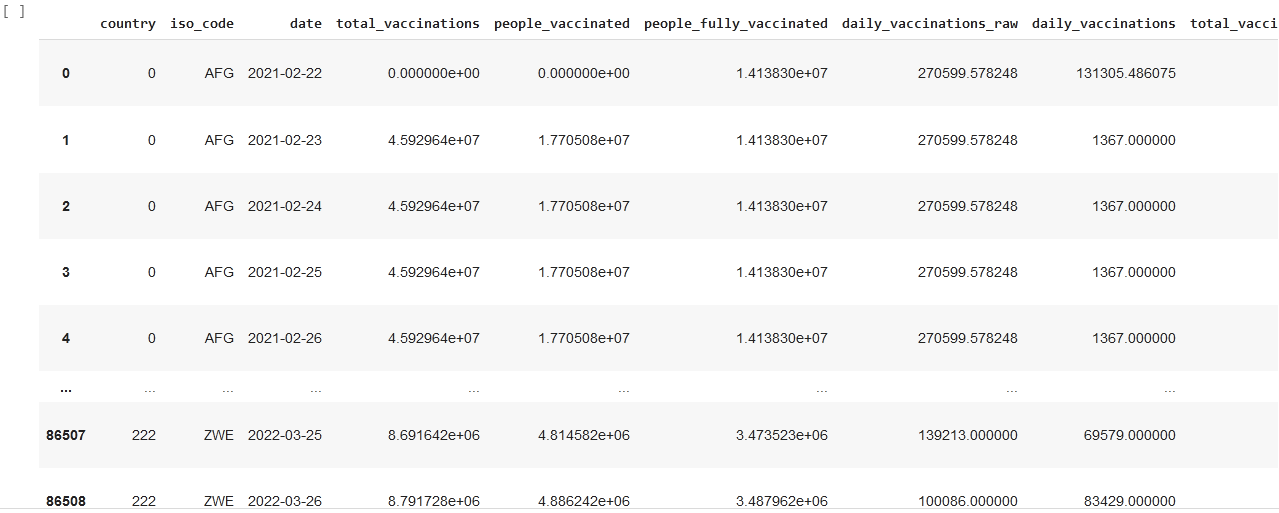 [ ]
country iso_code date total_vaccinations people_vaccinated people_fully_vaccinated daily_vaccinations_raw daily_vaccinations total_vacci
0 0 AFG 2021-02-22 0.000000e+00 0.000000e+00 1.413830e+07 270599.578248 131305.486075
1 0 AFG 2021-02-23 4.592964e+07 1.770508e+07 1.413830e+07 270599.578248 1367.000000
2 0 AFG 2021-02-24 4.592964e+07 1.770508e+07 1.413830e+07 270599.578248 1367.000000
3 0 AFG 2021-02-25 4.592964e+07 1.770508e+07 1.413830e+07 270599.578248 1367.000000
4 0 AFG 2021-02-26 4.592964e+07 1.770508e+07 1.413830e+07 270599.578248 1367.000000
... ... ... ... ... ... ... ... ...
86507 222 ZWE 2022-03-25 8.691642e+06 4.814582e+06 3.473523e+06 139213.000000 69579.000000
86508 222 ZWE 2022-03-26 8.791728e+06 4.886242e+06 3.487962e+06 100086.000000 83429.000000